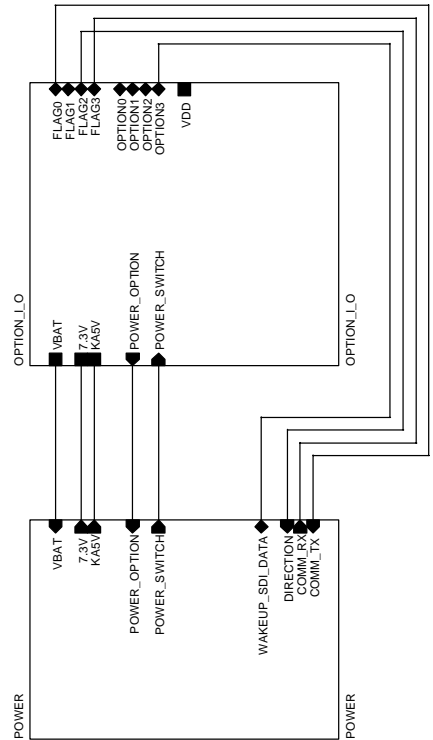 OPTION_I_O
VBAT
7.3V
KA5V
POWER_OPTION
POWER_SWITCH
FLAG0
FLAG1
FLAG2
FLAG3
OPTION0
OPTION1
OPTION2
OPTION3
VDD
OPTION_I_O
POWER
VBAT
7.3V
KA5V
POWER_OPTION
POWER_SWITCH
WAKEUP_SDI_DATA
DIRECTION
COMM_RX
COMM_TX
POWER